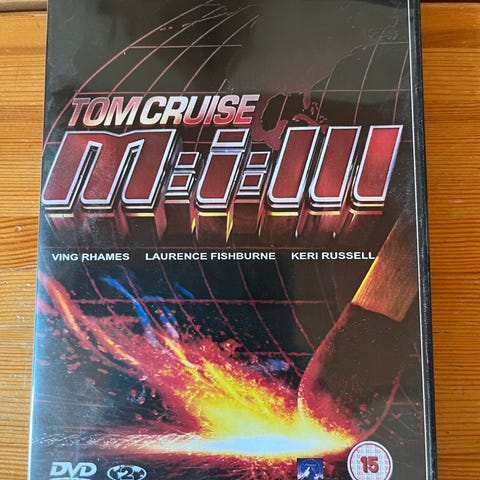 TOM CRUISE
M:i:III
VING RHAMES LAURENCE FISHBURNE KERI RUSSELL
DVD 2 15